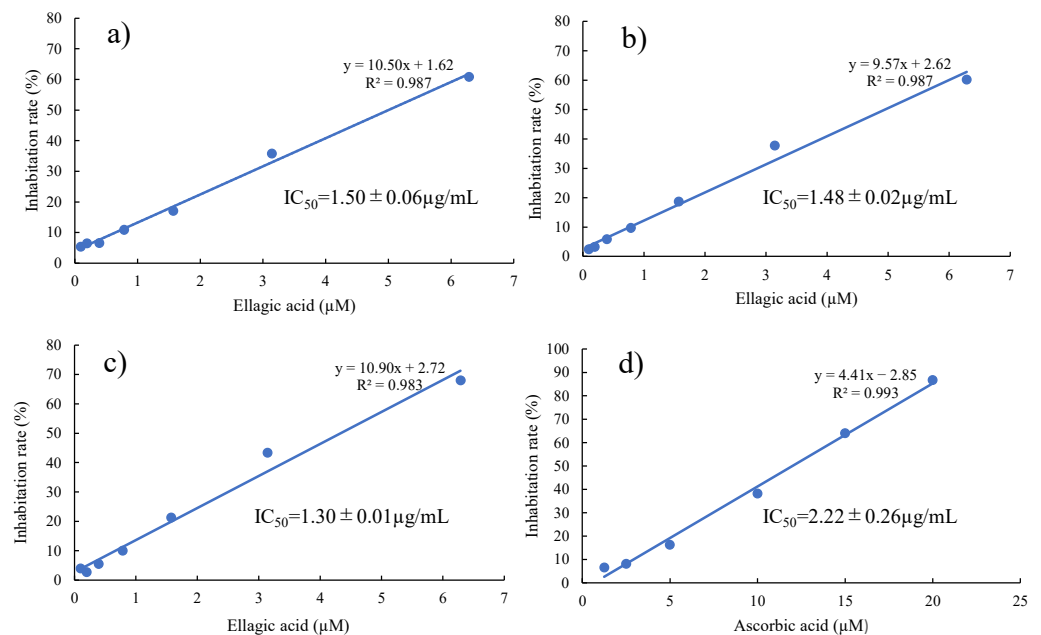 a)
80
70
60
50
40
30
20
10
0
Inhabitation rate (%)
y = 10.50x + 1.62
R² = 0.987
IC50=1.50 ± 0.06µg/mL
0 1 2 3 4 5 6 7
Ellagic acid (µM)
b)
80
70
60
50
40
30
20
10
0
Inhabitation rate (%)
y = 9.57x + 2.62
R² = 0.987
IC50=1.48 ± 0.02µg/mL
0 1 2 3 4 5 6 7
Ellagic acid (µM)
c)
80
70
60
50
40
30
20
10
0
Inhabitation rate (%)
y = 10.90x + 2.72
R² = 0.983
IC50=1.30 ± 0.01µg/mL
0 1 2 3 4 5 6 7
Ellagic acid (µM)
d)
100
90
80
70
60
50
40
30
20
10
0
Inhabitation rate (%)
y = 4.41x − 2.85
R² = 0.993
IC50=2.22 ± 0.26µg/mL
0 5 10 15 20 25
Ascorbic acid (µM)